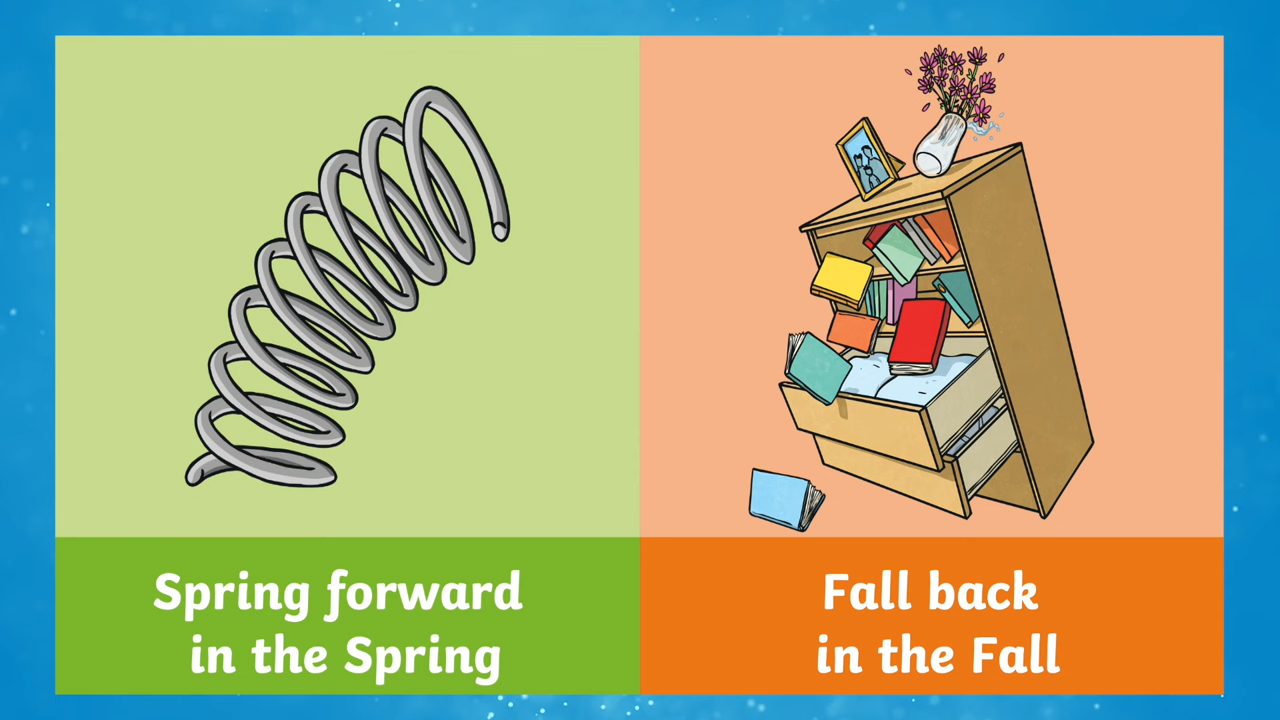 Spring forward
in the Spring
Fall back
in the Fall